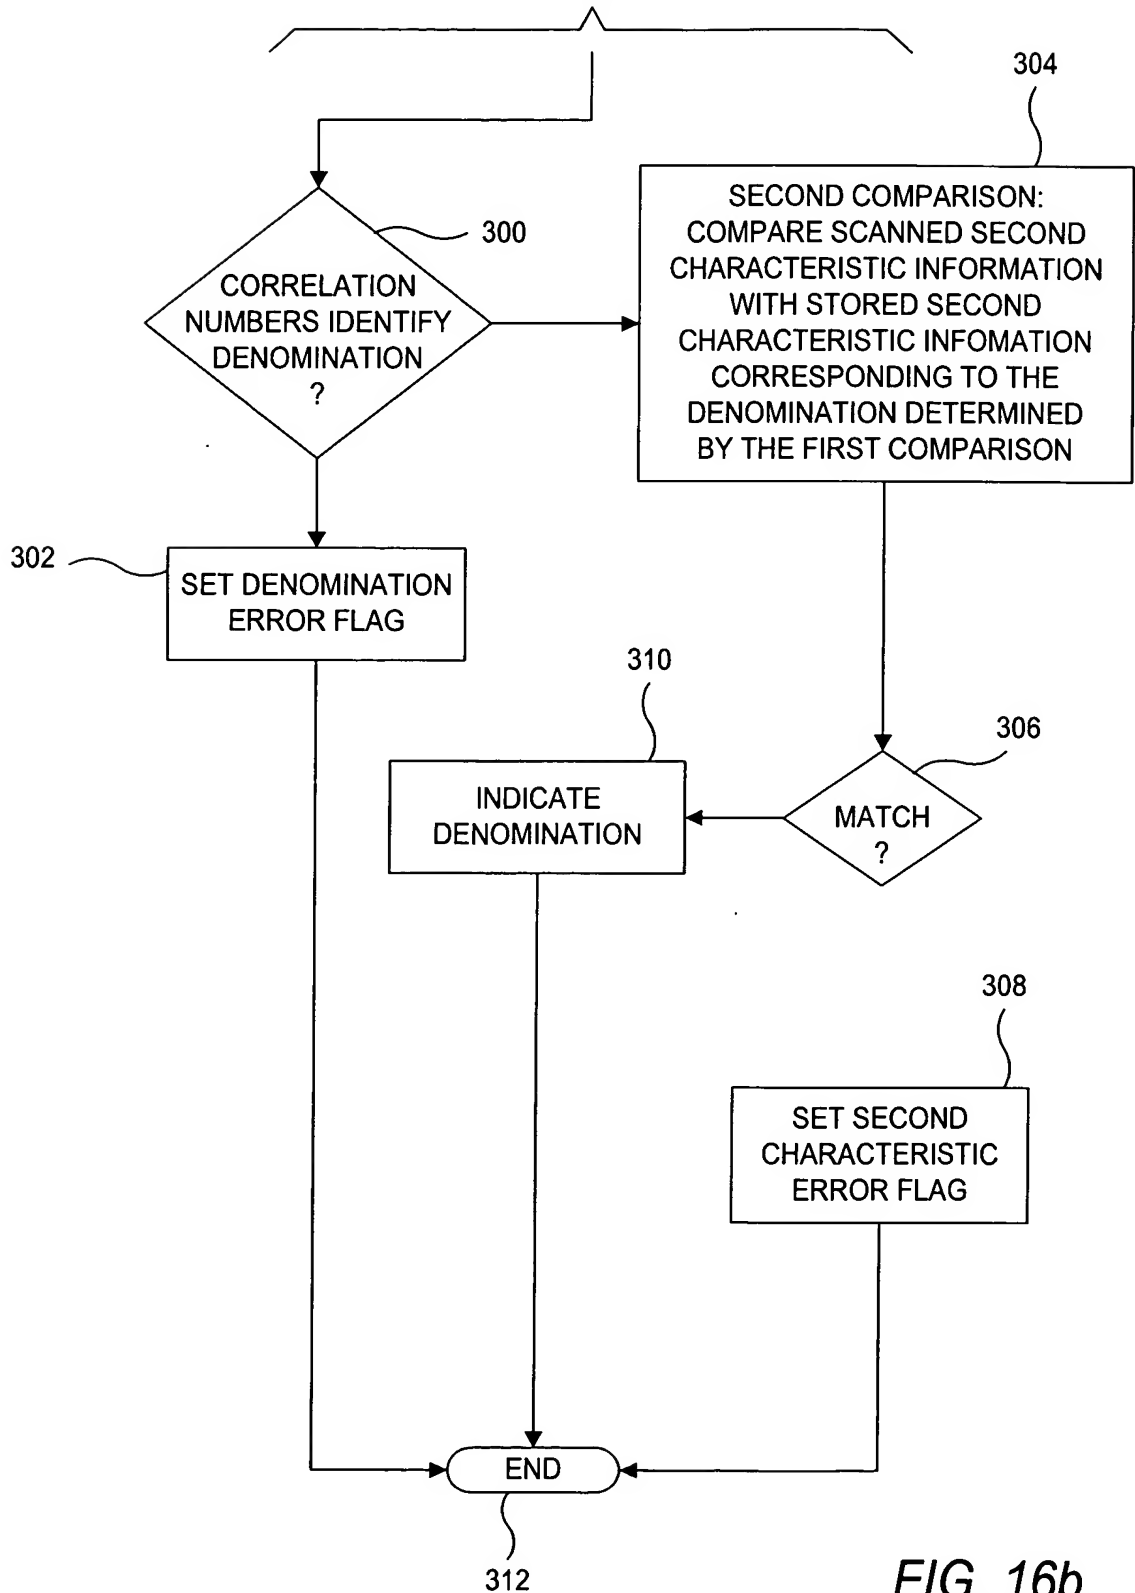 304
SECOND COMPARISON:
COMPARE SCANNED SECOND
CHARACTERISTIC INFORMATION
WITH STORED SECOND
CHARACTERISTIC INFOMATION
CORRESPONDING TO THE
DENOMINATION DETERMINED
BY THE FIRST COMPARISON
300
CORRELATION
NUMBERS IDENTIFY
DENOMINATION
?
302
SET DENOMINATION
ERROR FLAG
310
INDICATE
DENOMINATION
306
MATCH
?
308
SET SECOND
CHARACTERISTIC
ERROR FLAG
END
312
FIG. 16b